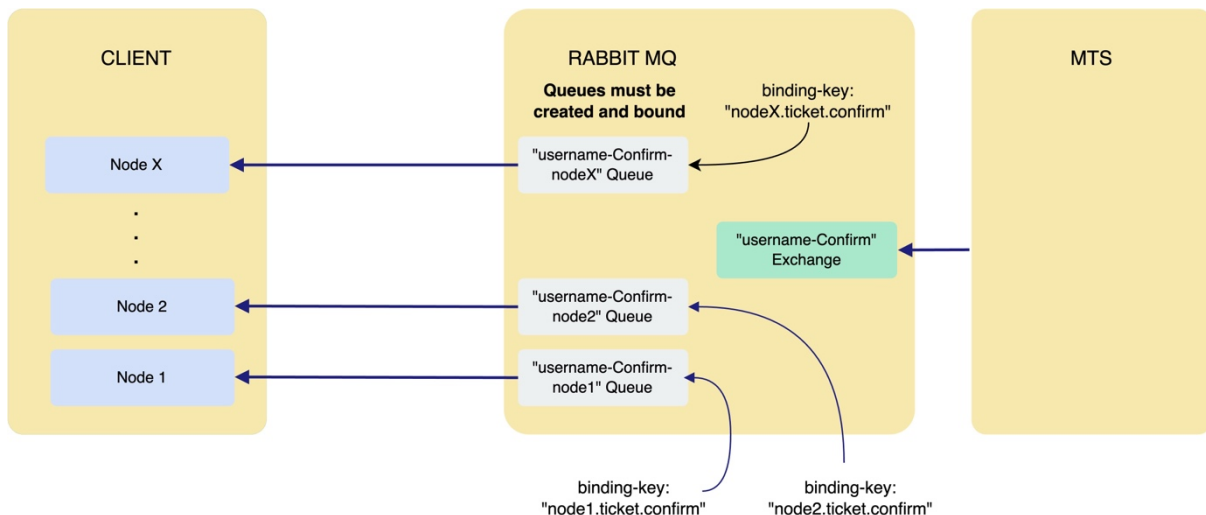 CLIENT
RABBIT MQ
MTS
Queues must be
created and bound
binding-key:
"nodeX.ticket.confirm"
Node X
"username-Confirm-
nodeX" Queue
.
.
.
"username-Confirm"
Exchange
Node 2
"username-Confirm-
node2" Queue
Node 1
"username-Confirm-
node1" Queue
binding-key:
"node1.ticket.confirm"
binding-key:
"node2.ticket.confirm"